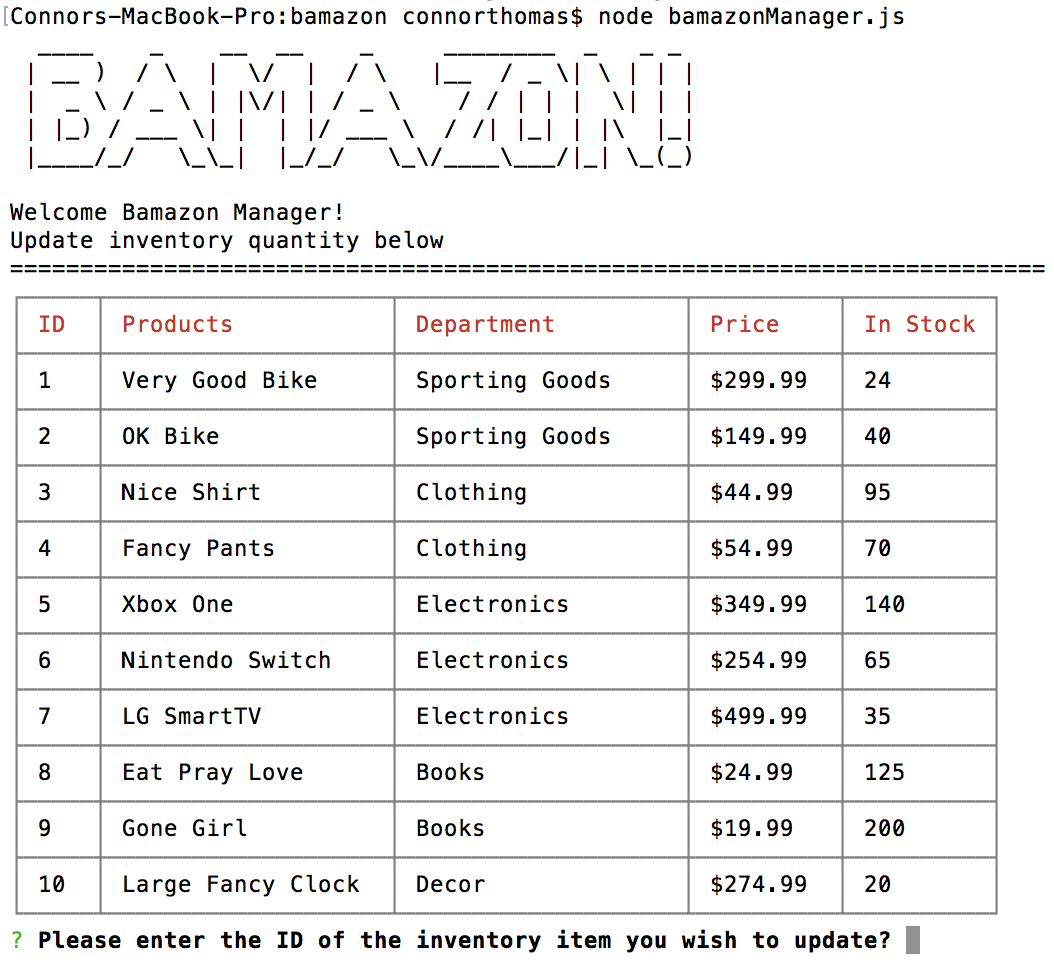 Connors-MacBook-Pro:bamazon connorthomas$ node bamazonManager.js
BAMAZON!
Welcome Bamazon Manager!
Update inventory quantity below
==========================================================================
ID Products Department Price In Stock
1 Very Good Bike Sporting Goods $299.99 24
2 OK Bike Sporting Goods $149.99 40
3 Nice Shirt Clothing $44.99 95
4 Fancy Pants Clothing $54.99 70
5 Xbox One Electronics $349.99 140
6 Nintendo Switch Electronics $254.99 65
7 LG SmartTV Electronics $499.99 35
8 Eat Pray Love Books $24.99 125
9 Gone Girl Books $19.99 200
10 Large Fancy Clock Decor $274.99 20
? Please enter the ID of the inventory item you wish to update?